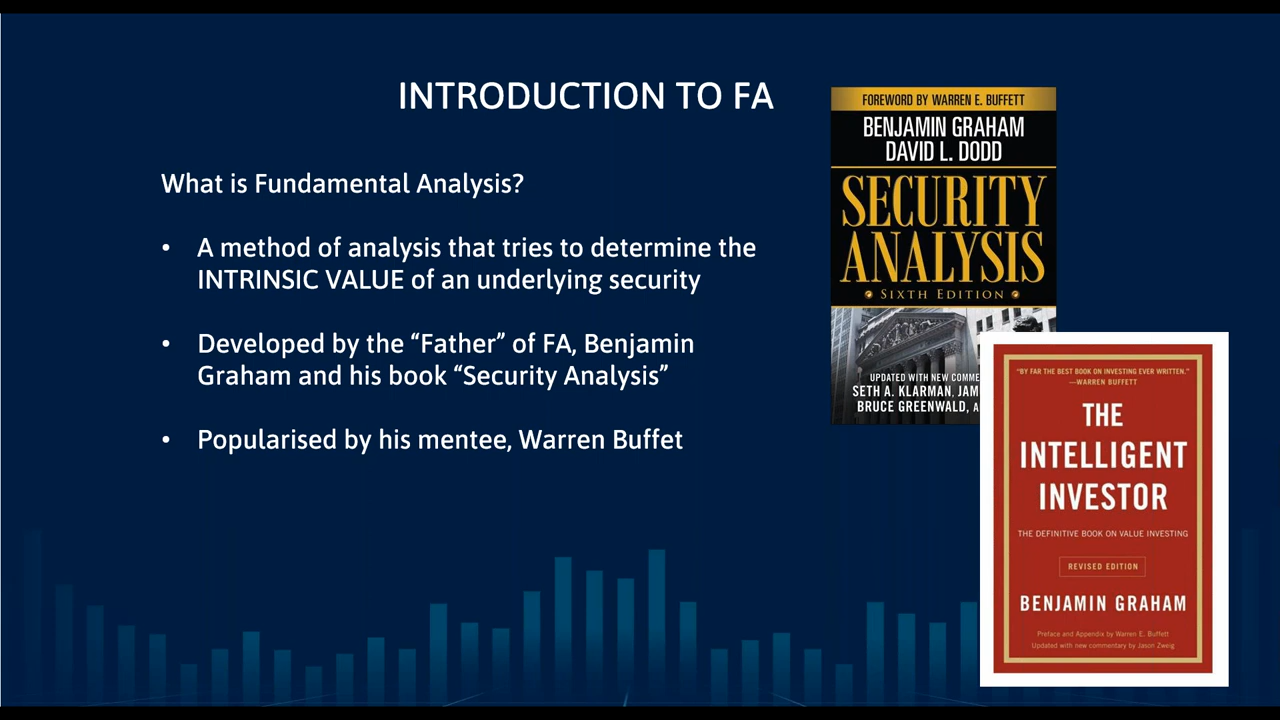 INTRODUCTION TO FA
What is Fundamental Analysis?
• A method of analysis that tries to determine the
INTRINSIC VALUE of an underlying security
• Developed by the “Father” of FA, Benjamin
Graham and his book “Security Analysis”
• Popularised by his mentee, Warren Buffet
FOREWORD BY WARREN E. BUFFETT
BENJAMIN GRAHAM
DAVID L. DODD
SECURITY
ANALYSIS
SIXTH EDITION
UPDATED WITH NEW COMME
SETH A. KLARMAN, JAM
BRUCE GREENWALD, A
“BY FAR THE BEST BOOK ON INVESTING EVER WRITTEN.”
—WARREN BUFFETT
THE
INTELLIGENT
INVESTOR
THE DEFINITIVE BOOK ON VALUE INVESTING
REVISED EDITION
BENJAMIN GRAHAM
Preface and Appendix by Warren E. Buffett
Updated with new commentary by Jason Zweig